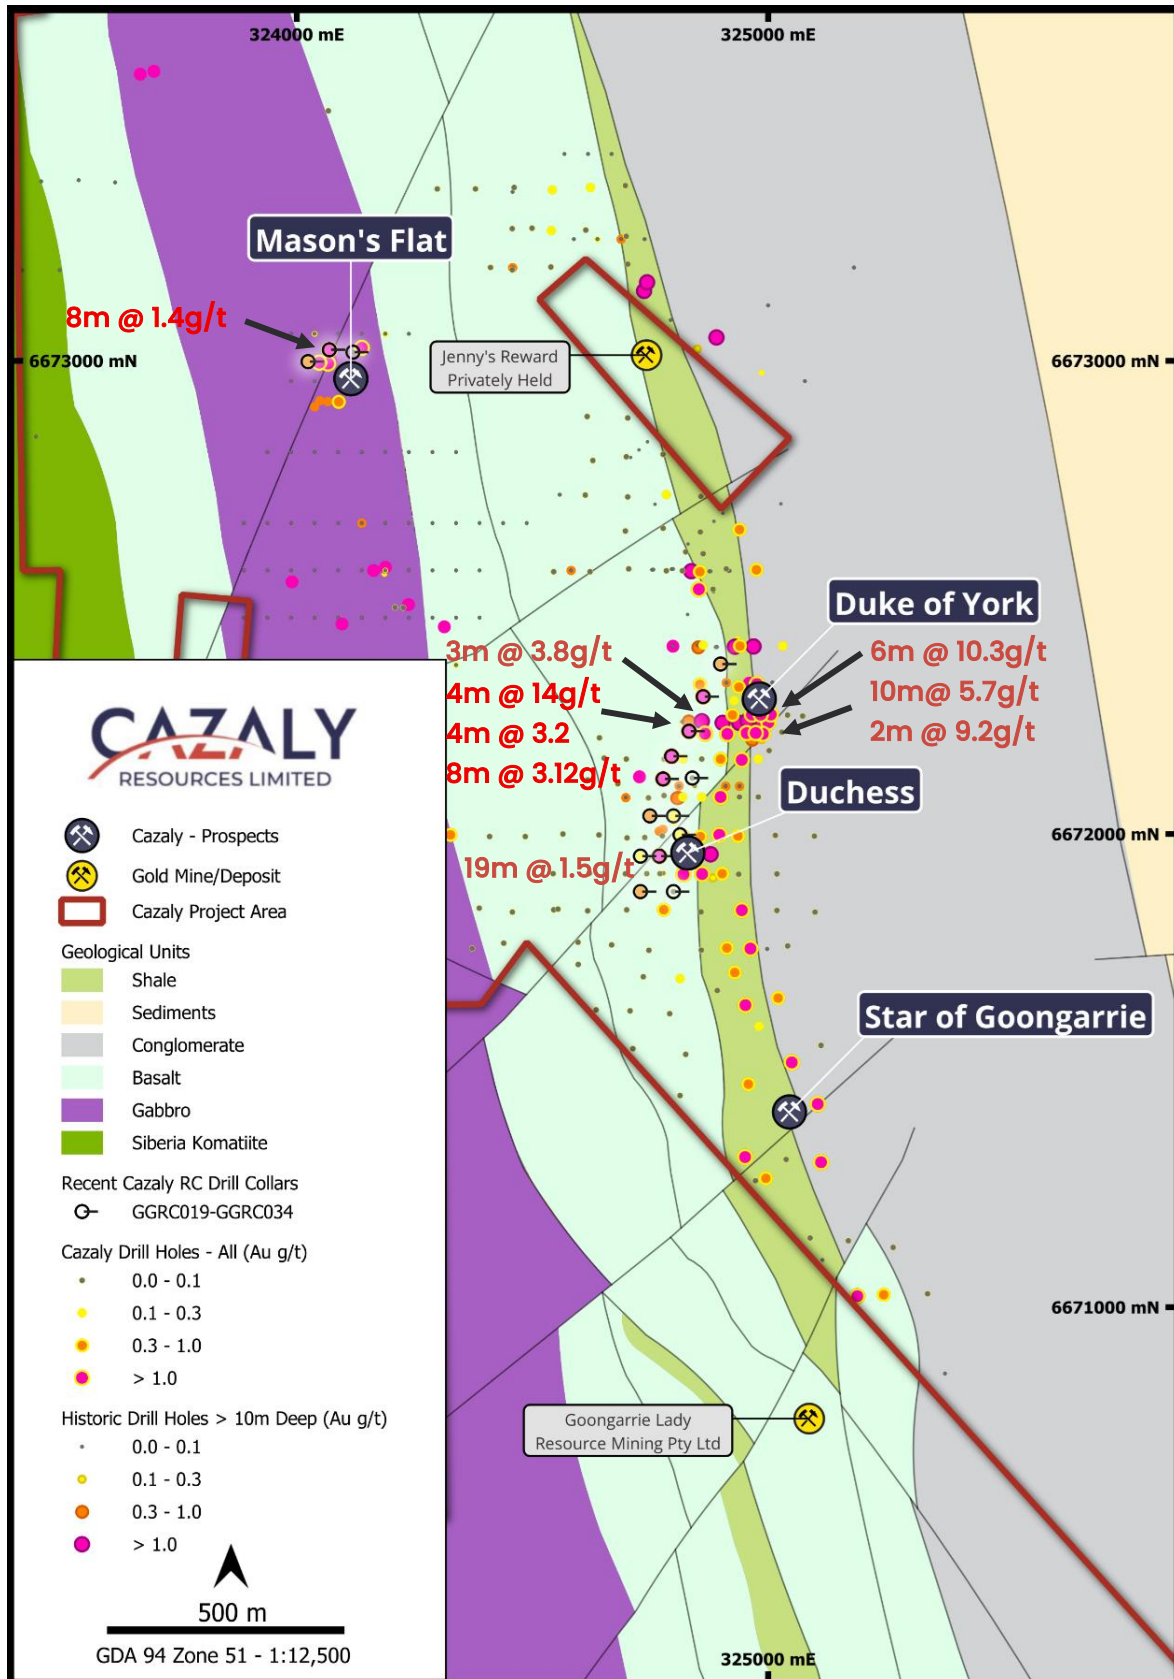 324000 mE
325000 mE
Mason's Flat
8m @ 1.4g/t
6673000 mN
Jenny's Reward
Privately Held
6673000 mN
Duke of York
3m @ 3.8g/t
4m @ 14g/t
4m @ 3.2
8m @ 3.12g/t
6m @ 10.3g/t
10m@ 5.7g/t
2m @ 9.2g/t
Duchess
6672000 mN
19m @ 1.5g/t
Star of Goongarrie
6671000 mN
Goongarrie Lady
Resource Mining Pty Ltd
325000 mE
CAZALY
RESOURCES LIMITED
Cazaly - Prospects
Gold Mine/Deposit
Cazaly Project Area
Geological Units
Shale
Sediments
Conglomerate
Basalt
Gabbro
Siberia Komatiite
Recent Cazaly RC Drill Collars
GGRC019-GGRC034
Cazaly Drill Holes - All (Au g/t)
0.0 - 0.1
0.1 - 0.3
0.3 - 1.0
> 1.0
Historic Drill Holes > 10m Deep (Au g/t)
0.0 - 0.1
0.1 - 0.3
0.3 - 1.0
> 1.0
500 m
GDA 94 Zone 51 - 1:12,500